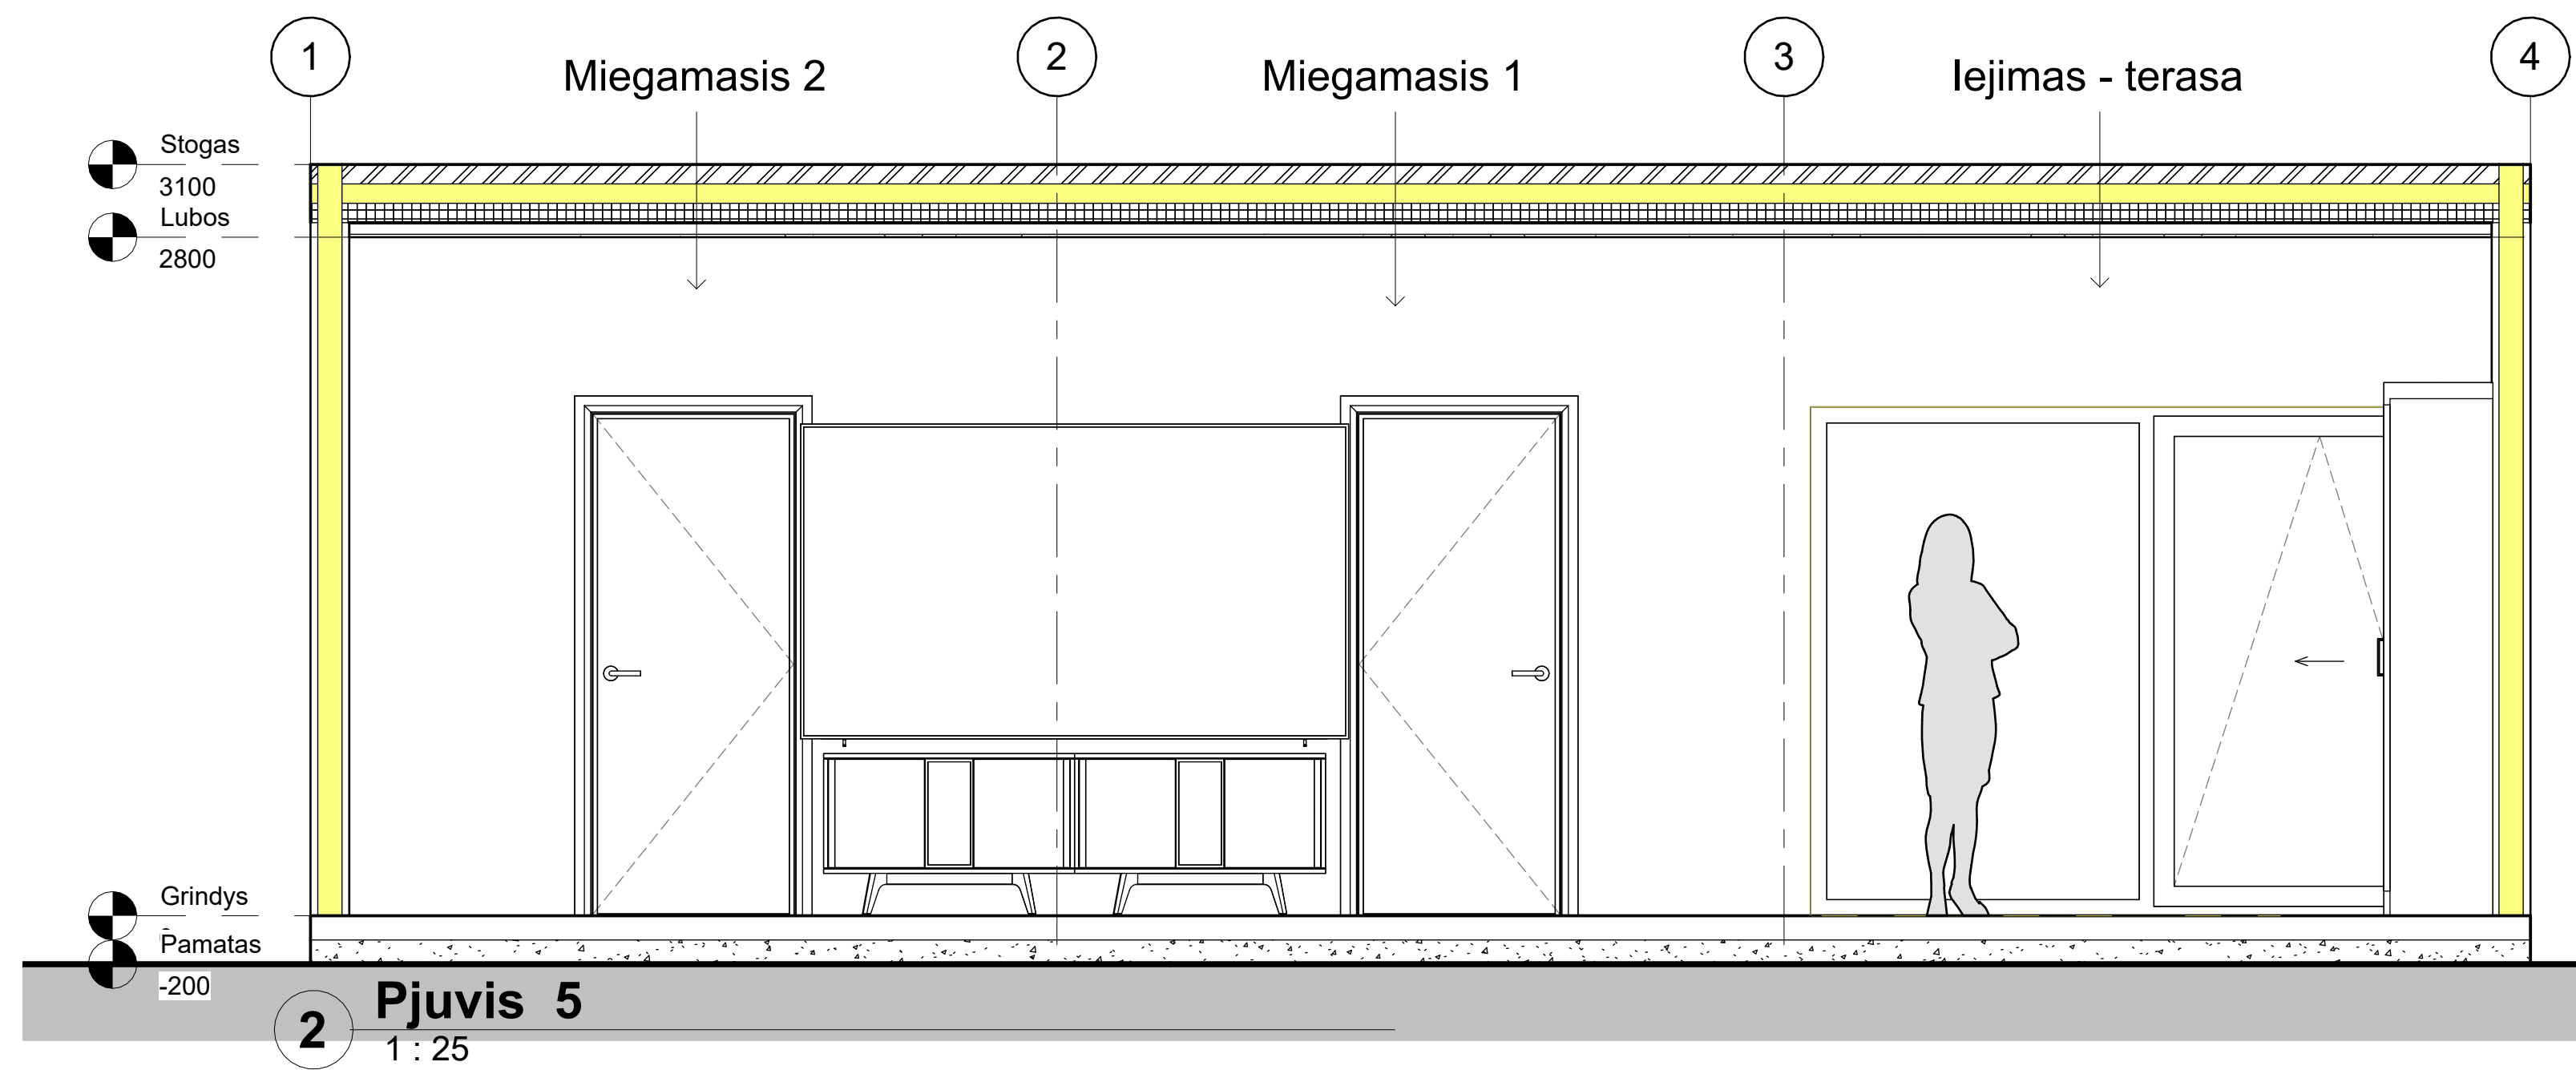 1
Miegamasis 2
2
Miegamasis 1
3
Iejimas - terasa
4
Stogas
3100
Lubos
2800
Grindys
Pamatas
-200
2
Pjuvis 5
1 : 25